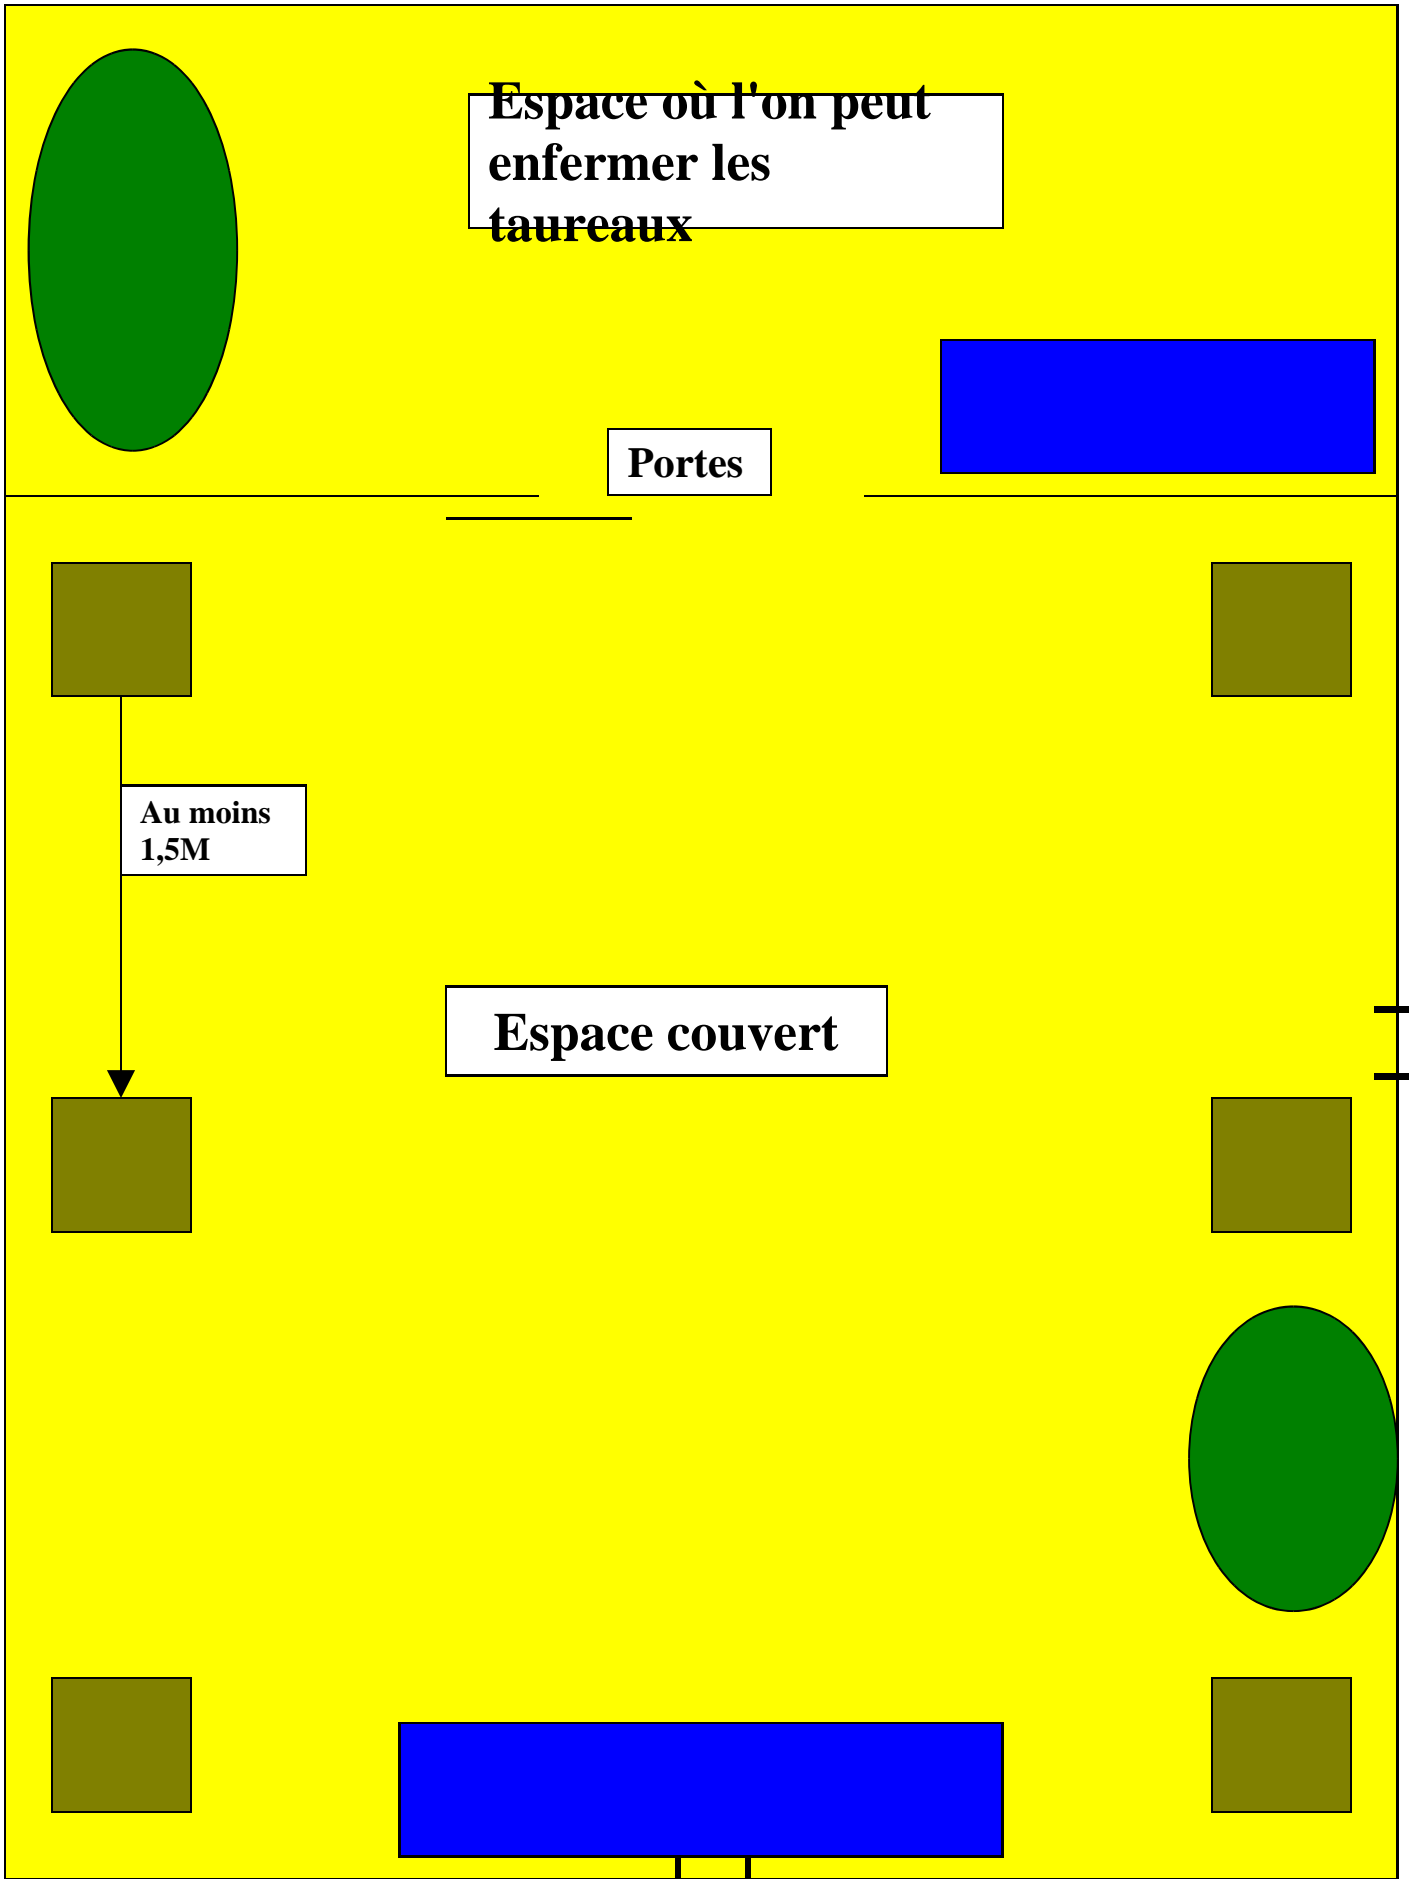 Espace où l'on peut
enfermer les
taureaux
Portes
Au moins
1,5M
Espace couvert